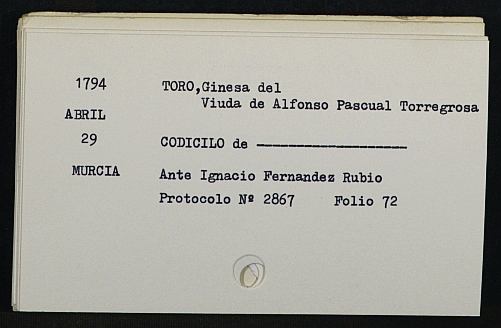 1794 TORO,Ginesa del
Viuda de Alfonso Pascual Torregrosa
ABRIL
29 CODICILO de -------------------
MURCIA Ante Ignacio Fernandez Rubio
Protocolo Nº 2867 Folio 72